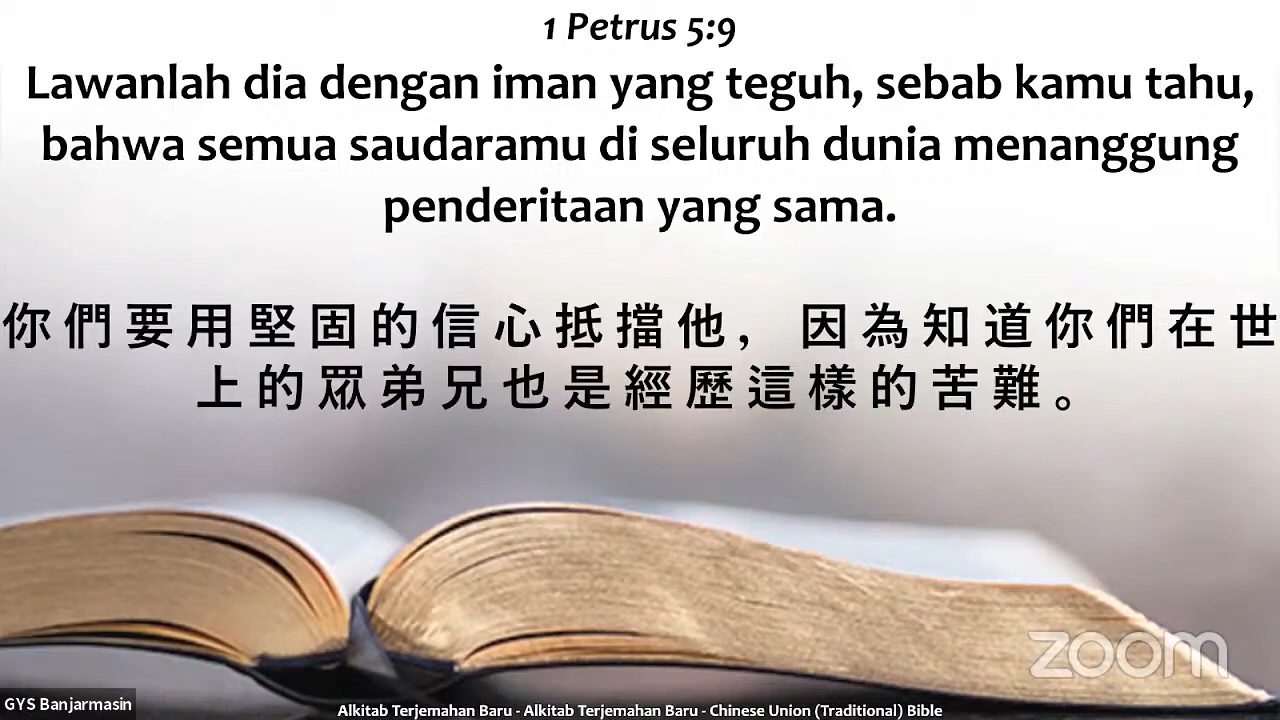 1 Petrus 5:9
Lawanlah dia dengan iman yang teguh, sebab kamu tahu,
bahwa semua saudaramu di seluruh dunia menanggung
penderitaan yang sama.
你們要用堅固的信心抵擋他，因為知道你們在世
上的眾弟兄也是經歷這樣的苦難。
zoom
GYS Banjarmasin
Alkitab Terjemahan Baru - Alkitab Terjemahan Baru - Chinese Union (Traditional) Bible